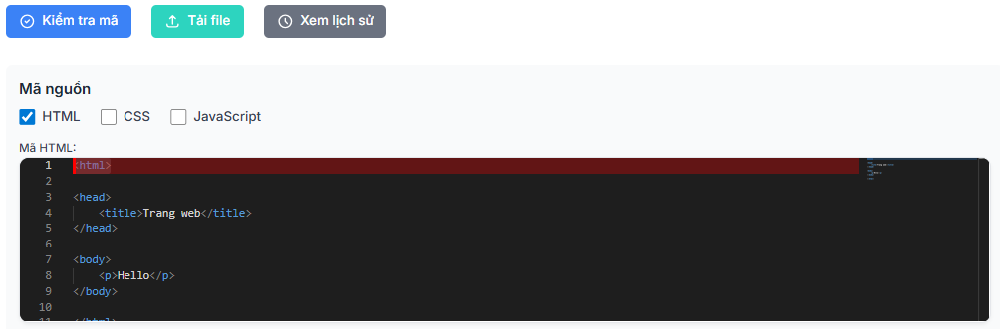 Kiểm tra mã Tải file Xem lịch sử
Mã nguồn
HTML CSS JavaScript
Mã HTML:
1 <html>
2
3 <head>
4 <title>Trang web</title>
5 </head>
6
7 <body>
8 <p>Hello</p>
9 </body>
10
11 </html>